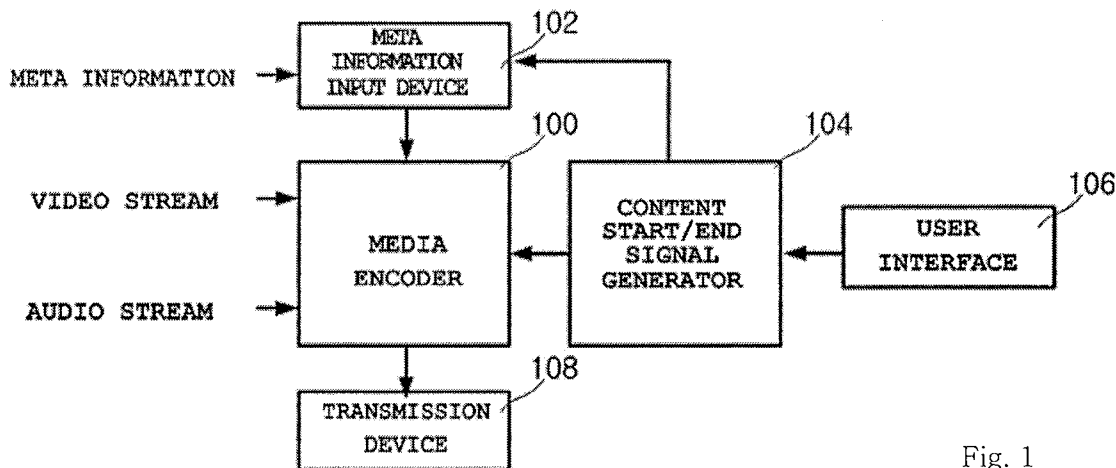 102
META
INFORMATION
INPUT DEVICE
META INFORMATION
100
104
VIDEO STREAM
AUDIO STREAM
MEDIA
ENCODER
CONTENT
START/END
SIGNAL
GENERATOR
106
USER
INTERFACE
108
TRANSMISSION
DEVICE
Fig. 1